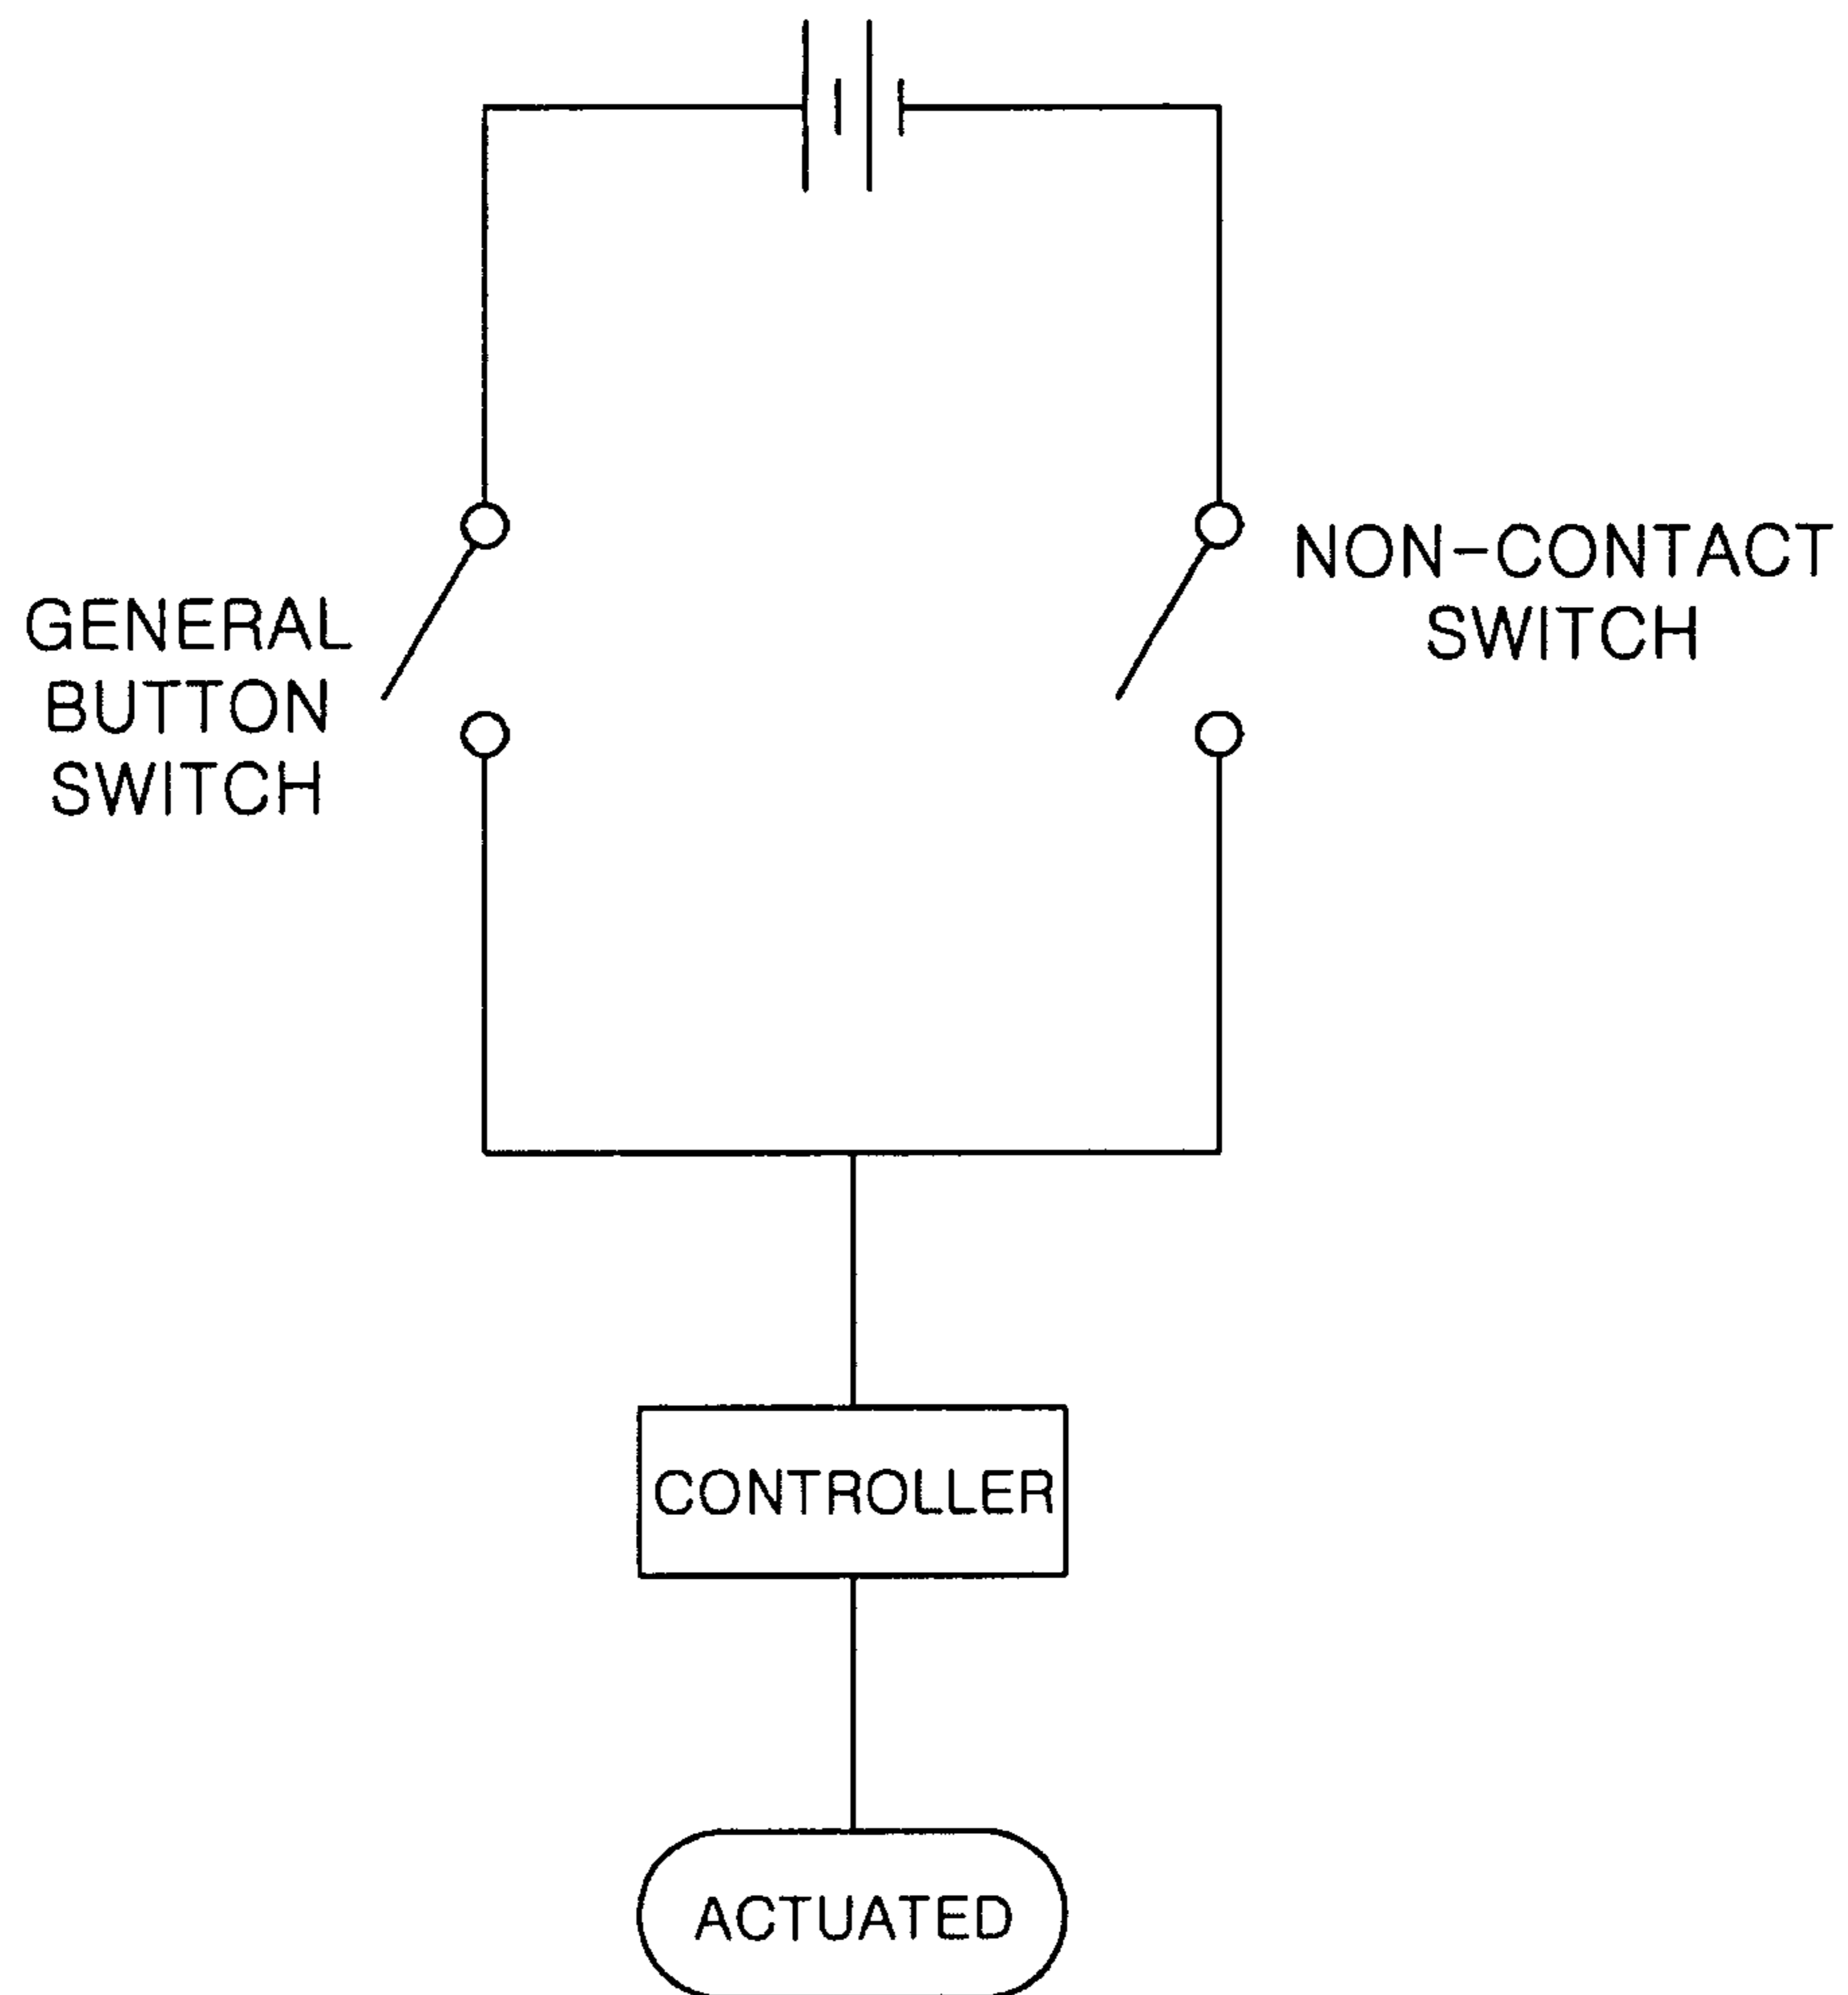 GENERAL
BUTTON
SWITCH
NON-CONTACT
SWITCH
CONTROLLER
ACTUATED